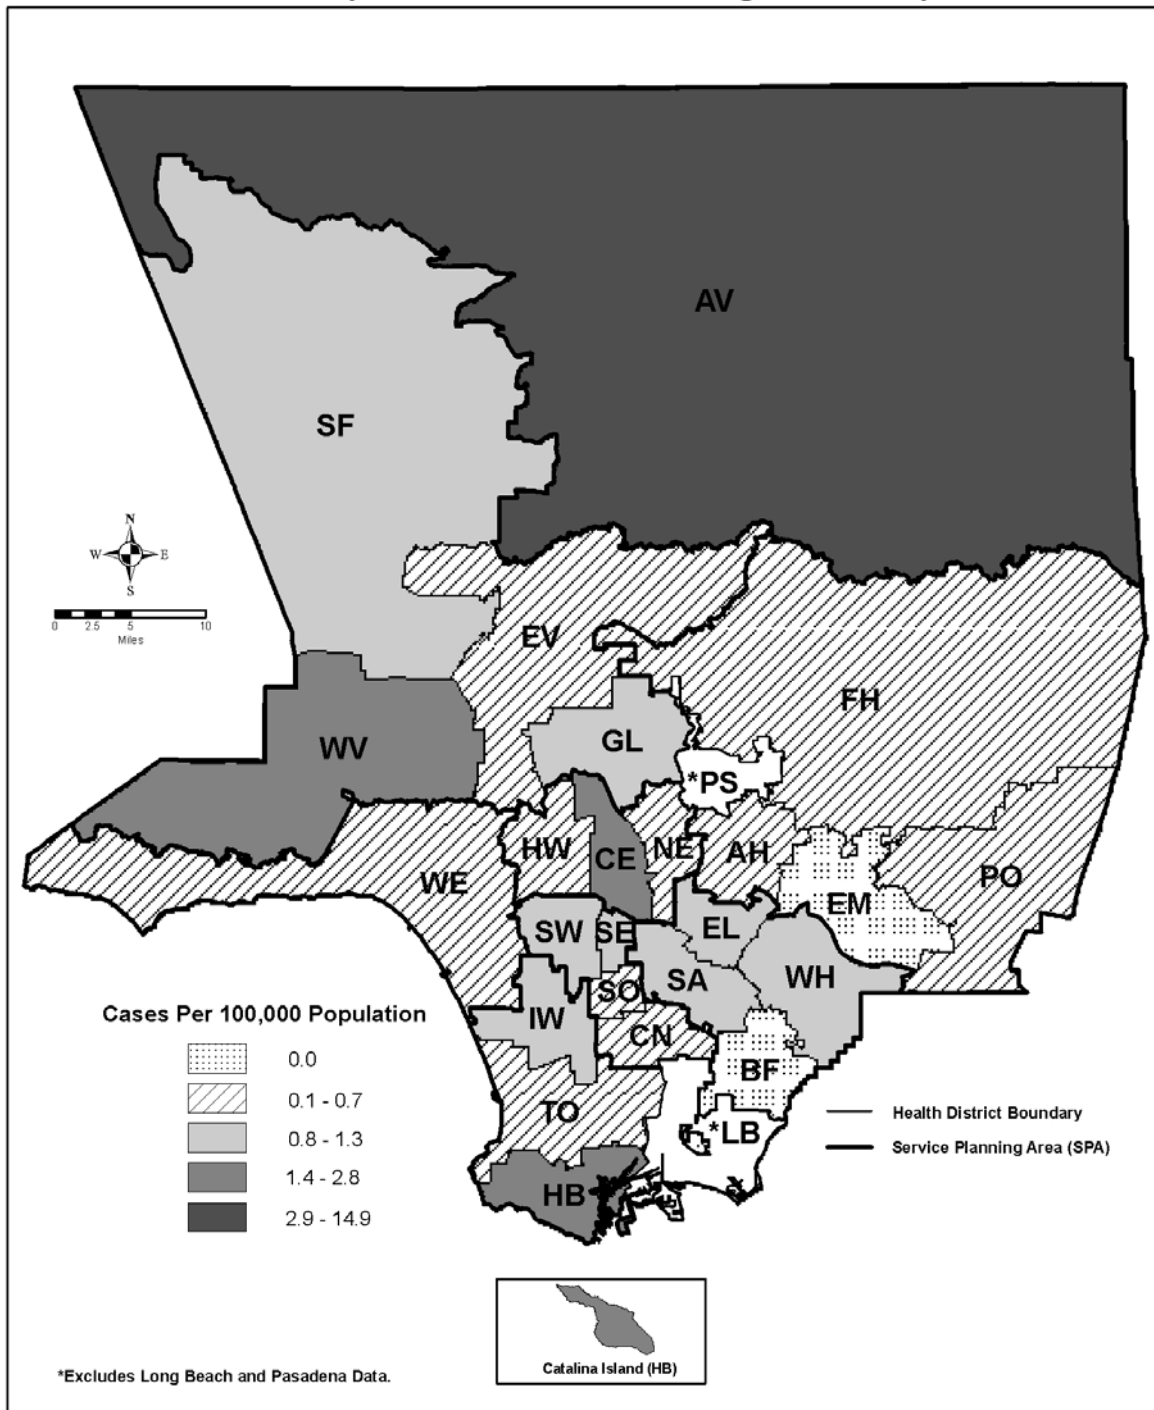 AV
SF
N
W E
S
0 2.5 5 10
Miles
EV
FH
WV
GL
*PS
HW
CE
NE
AH
PO
WE
EM
SW
SE
EL
SA
WH
SO
IW
CN
BF
TO
*LB
HB
Cases Per 100,000 Population
0.0
0.1 - 0.7
0.8 - 1.3
1.4 - 2.8
2.9 - 14.9
Health District Boundary
Service Planning Area (SPA)
Catalina Island (HB)
*Excludes Long Beach and Pasadena Data.